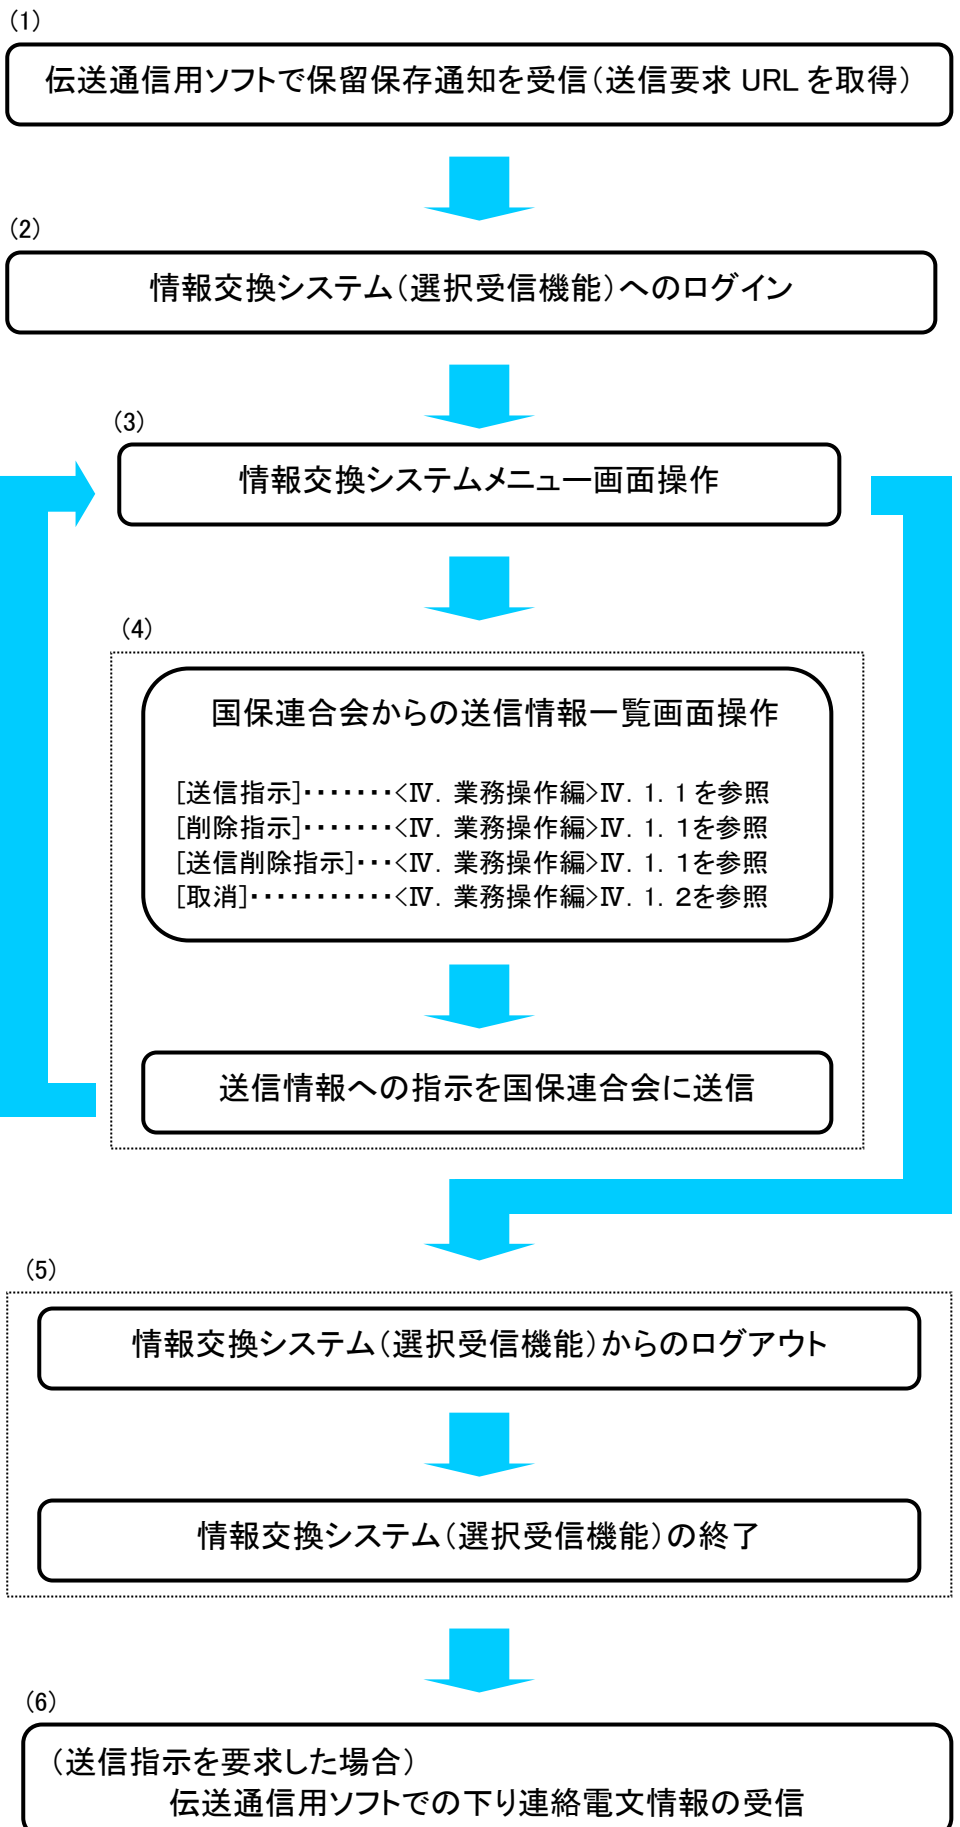 (1)
伝送通信用ソフトで保留保存通知を受信（送信要求 URL を取得）
(2)
情報交換システム（選択受信機能）へのログイン
(3)
情報交換システムメニュー画面操作
(4)
国保連合会からの送信情報一覧画面操作
[送信指示]・・・・・・・<Ⅳ．業務操作編>Ⅳ．１．１を参照
[削除指示]・・・・・・・<Ⅳ．業務操作編>Ⅳ．１．１を参照
[送信削除指示]・・・<Ⅳ．業務操作編>Ⅳ．１．１を参照
[取消]・・・・・・・・・・・<Ⅳ．業務操作編>Ⅳ．１．２を参照
送信情報への指示を国保連合会に送信
(5)
情報交換システム（選択受信機能）からのログアウト
情報交換システム（選択受信機能）の終了
(6)
（送信指示を要求した場合）
伝送通信用ソフトでの下り連絡電文情報の受信